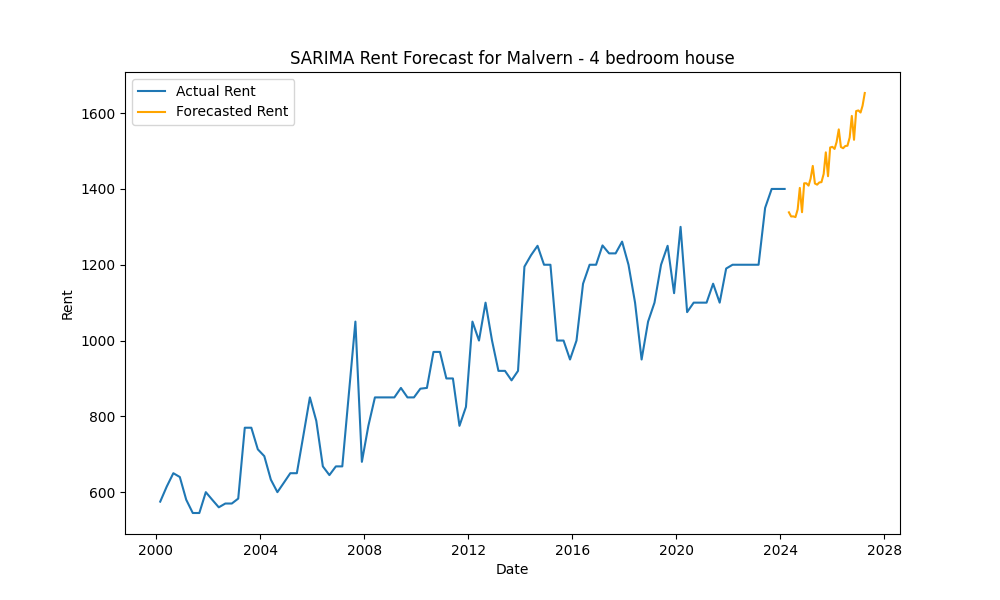 SARIMA Rent Forecast for Malvern - 4 bedroom house
Actual Rent
Forecasted Rent
1600
1400
1200
1000
800
600
Rent
2000 2004 2008 2012 2016 2020 2024 2028
Date